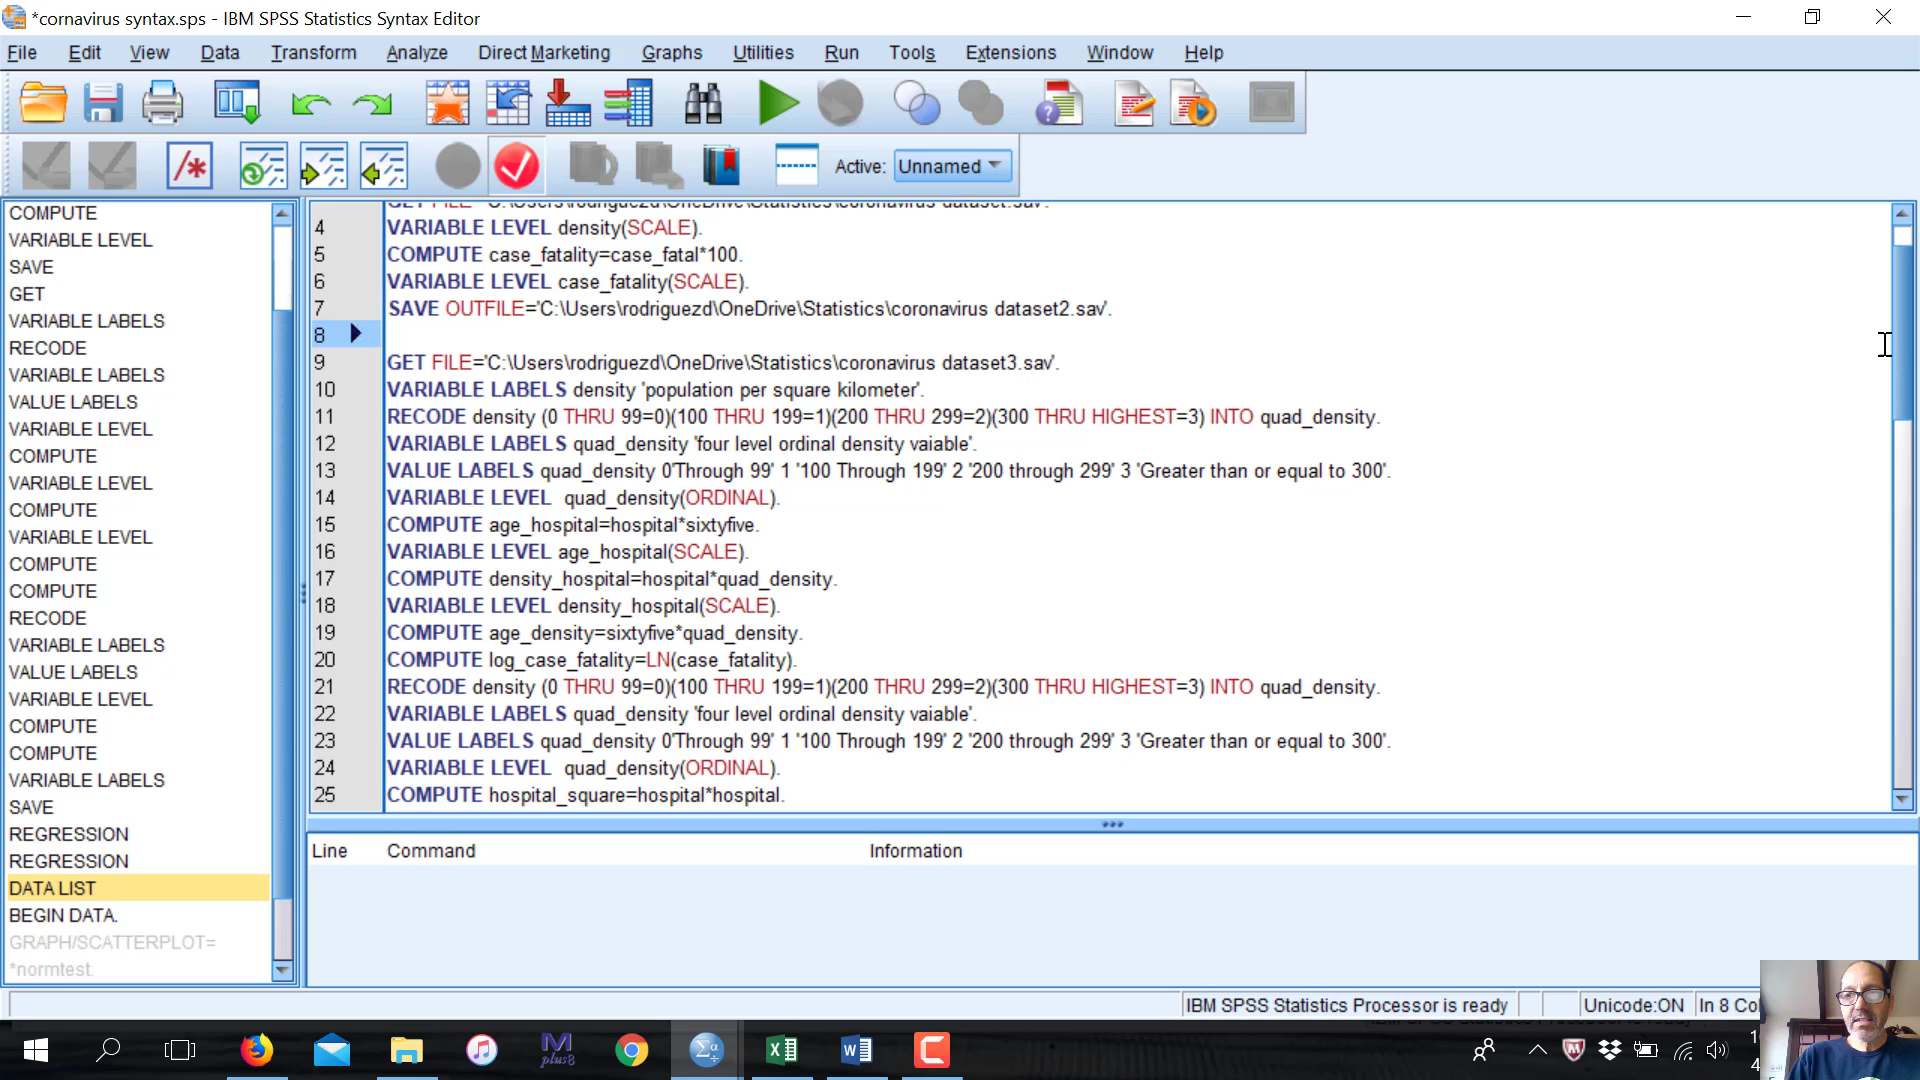 *cornavirus syntax.sps - IBM SPSS Statistics Syntax Editor
File Edit View Data Transform Analyze Direct Marketing Graphs Utilities Run Tools Extensions Window Help
Active: Unnamed
COMPUTE
VARIABLE LEVEL
SAVE
GET
VARIABLE LABELS
RECODE
VARIABLE LABELS
VALUE LABELS
VARIABLE LEVEL
COMPUTE
VARIABLE LEVEL
COMPUTE
VARIABLE LEVEL
COMPUTE
COMPUTE
RECODE
VARIABLE LABELS
VALUE LABELS
VARIABLE LEVEL
COMPUTE
COMPUTE
VARIABLE LABELS
SAVE
REGRESSION
REGRESSION
DATA LIST
BEGIN DATA.
GRAPH/SCATTERPLOT=
*normtest.
GET FILE='C:\Users\rodriguezd\OneDrive\Statistics\coronavirus dataset.sav'.
4 VARIABLE LEVEL density(SCALE).
5 COMPUTE case_fatality=case_fatal*100.
6 VARIABLE LEVEL case_fatality(SCALE).
7 SAVE OUTFILE='C:\Users\rodriguezd\OneDrive\Statistics\coronavirus dataset2.sav'.
8
9 GET FILE='C:\Users\rodriguezd\OneDrive\Statistics\coronavirus dataset3.sav'.
10 VARIABLE LABELS density 'population per square kilometer'.
11 RECODE density (0 THRU 99=0)(100 THRU 199=1)(200 THRU 299=2)(300 THRU HIGHEST=3) INTO quad_density.
12 VARIABLE LABELS quad_density 'four level ordinal density vaiable'.
13 VALUE LABELS quad_density 0'Through 99' 1 '100 Through 199' 2 '200 through 299' 3 'Greater than or equal to 300'.
14 VARIABLE LEVEL  quad_density(ORDINAL).
15 COMPUTE age_hospital=hospital*sixtyfive.
16 VARIABLE LEVEL age_hospital(SCALE).
17 COMPUTE density_hospital=hospital*quad_density.
18 VARIABLE LEVEL density_hospital(SCALE).
19 COMPUTE age_density=sixtyfive*quad_density.
20 COMPUTE log_case_fatality=LN(case_fatality).
21 RECODE density (0 THRU 99=0)(100 THRU 199=1)(200 THRU 299=2)(300 THRU HIGHEST=3) INTO quad_density.
22 VARIABLE LABELS quad_density 'four level ordinal density vaiable'.
23 VALUE LABELS quad_density 0'Through 99' 1 '100 Through 199' 2 '200 through 299' 3 'Greater than or equal to 300'.
24 VARIABLE LEVEL  quad_density(ORDINAL).
25 COMPUTE hospital_square=hospital*hospital.
Line Command Information
IBM SPSS Statistics Processor is ready Unicode:ON In 8 Co
Mplus8